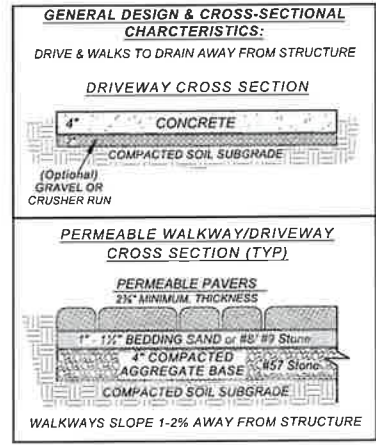 GENERAL DESIGN & CROSS-SECTIONAL
CHARCTERISTICS:
DRIVE & WALKS TO DRAIN AWAY FROM STRUCTURE
DRIVEWAY CROSS SECTION
4" CONCRETE
2"
COMPACTED SOIL SUBGRADE
(Optional)
GRAVEL OR
CRUSHER RUN
PERMEABLE WALKWAY/DRIVEWAY
CROSS SECTION (TYP)
PERMEABLE PAVERS
2⅜" MINIMUM, THICKNESS
1" - 1½" BEDDING SAND or #8/ #9 Stone
4" COMPACTED
AGGREGATE BASE
#57 Stone
COMPACTED SOIL SUBGRADE
WALKWAYS SLOPE 1-2% AWAY FROM STRUCTURE